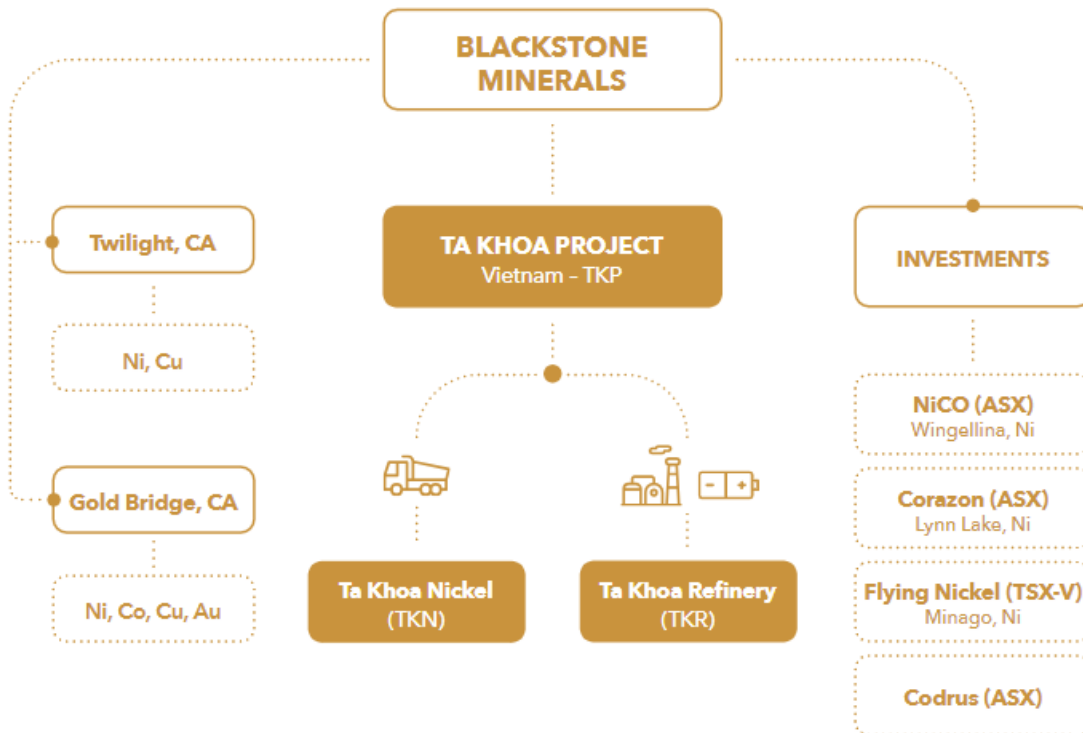 BLACKSTONE
MINERALS
Twilight, CA
Ni, Cu
Gold Bridge, CA
Ni, Co, Cu, Au
TA KHOA PROJECT
Vietnam – TKP
- +
Ta Khoa Nickel
(TKN)
Ta Khoa Refinery
(TKR)
INVESTMENTS
NiCO (ASX)
Wingellina, Ni
Corazon (ASX)
Lynn Lake, Ni
Flying Nickel (TSX-V)
Minago, Ni
Codrus (ASX)